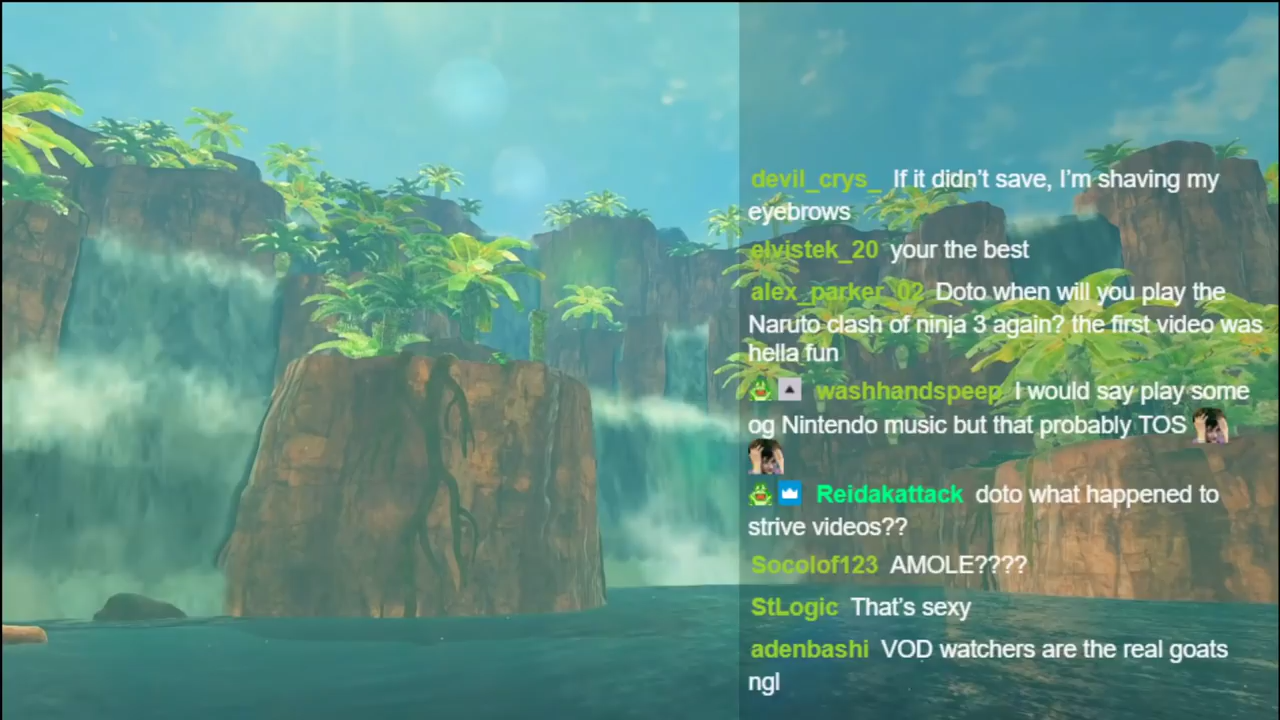 devil_crys_ If it didn’t save, I’m shaving my
eyebrows
elvistek_20 your the best
alex_parker_02 Doto when will you play the
Naruto clash of ninja 3 again? the first video was
hella fun
washhandspeep I would say play some
og Nintendo music but that probably TOS
Reidakattack doto what happened to
strive videos??
Socolof123 AMOLE????
StLogic That’s sexy
adenbashi VOD watchers are the real goats
ngl